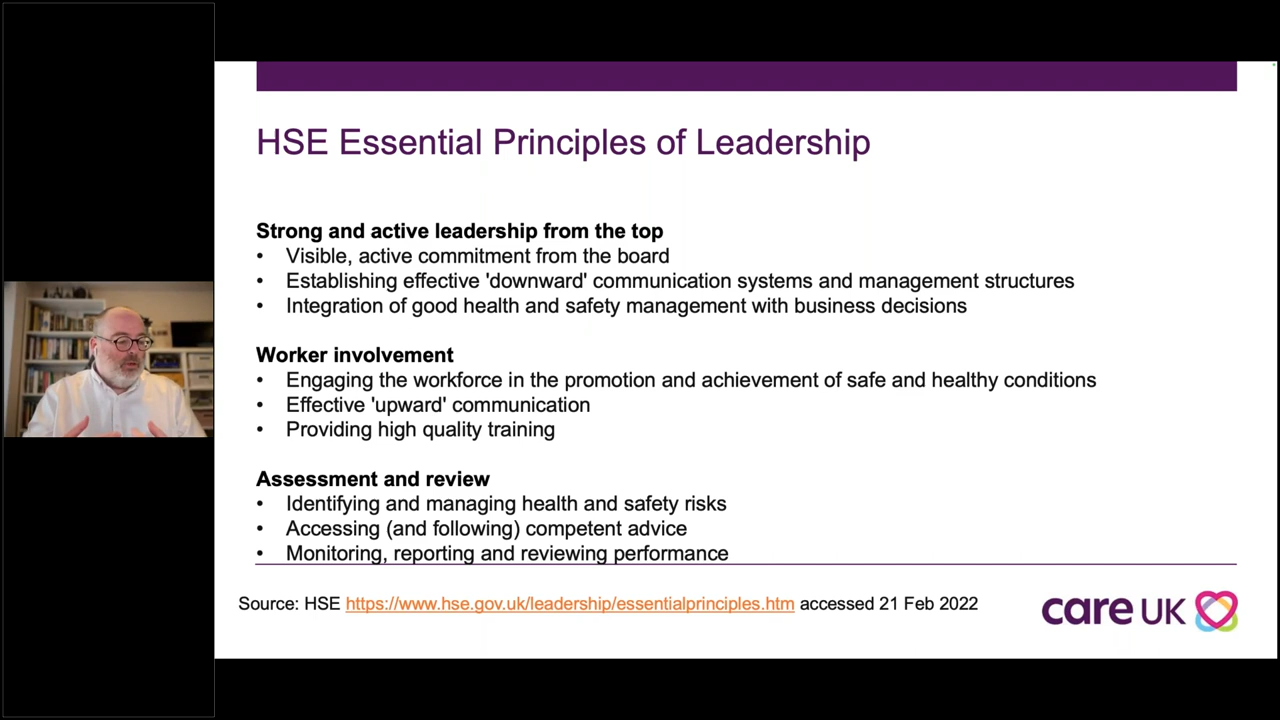 HSE Essential Principles of Leadership
Strong and active leadership from the top
• Visible, active commitment from the board
• Establishing effective 'downward' communication systems and management structures
• Integration of good health and safety management with business decisions
Worker involvement
• Engaging the workforce in the promotion and achievement of safe and healthy conditions
• Effective 'upward' communication
• Providing high quality training
Assessment and review
• Identifying and managing health and safety risks
• Accessing (and following) competent advice
• Monitoring, reporting and reviewing performance
Source: HSE https://www.hse.gov.uk/leadership/essentialprinciples.htm accessed 21 Feb 2022
care UK